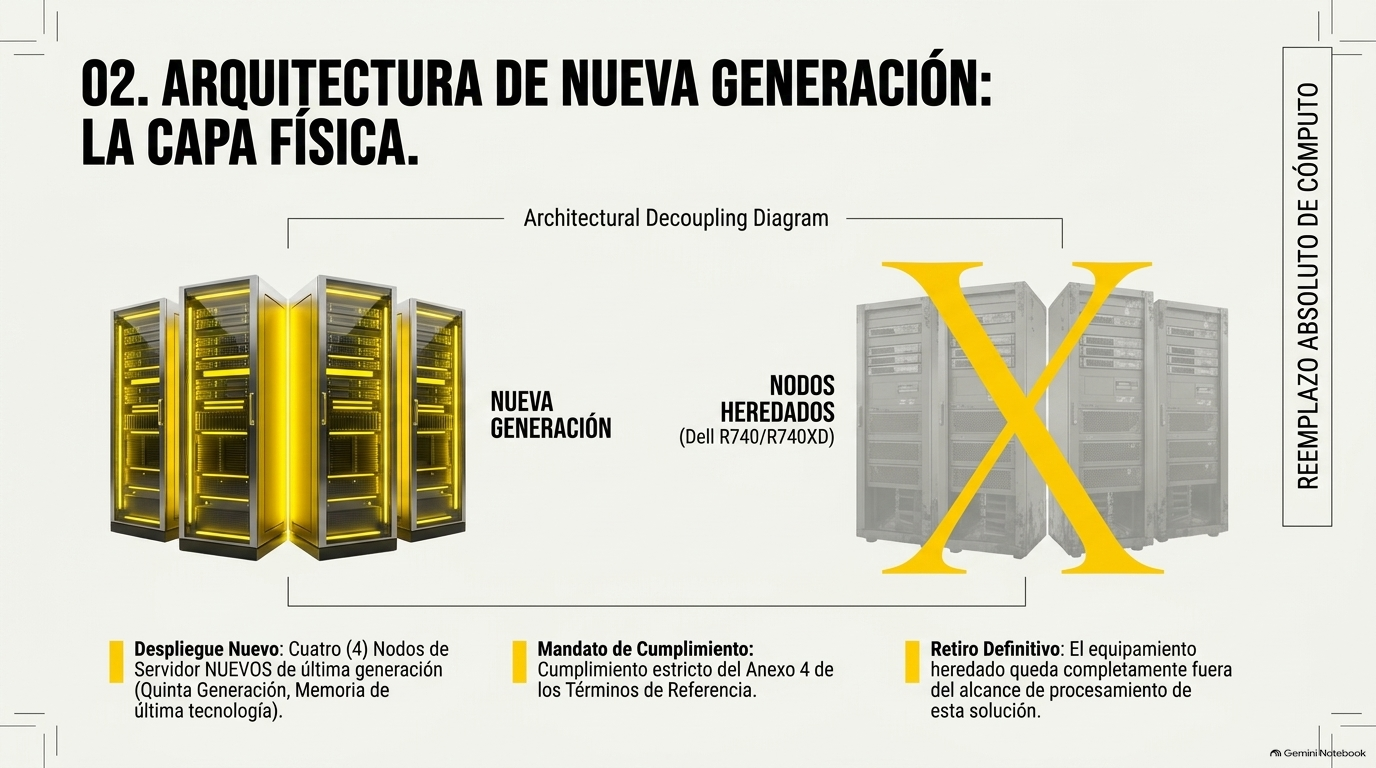 02. ARQUITECTURA DE NUEVA GENERACIÓN:
LA CAPA FÍSICA.
REEMPLAZO ABSOLUTO DE CÓMPUTO
Architectural Decoupling Diagram
NUEVA
GENERACIÓN
NODOS
HEREDADOS
(Dell R740/R740XD)
X
Despliegue Nuevo: Cuatro (4) Nodos de
Servidor NUEVOS de última generación
(Quinta Generación, Memoria de
última tecnología).
Mandato de Cumplimiento:
Cumplimiento estricto del Anexo 4 de
los Términos de Referencia.
Retiro Definitivo: El equipamiento
heredado queda completamente fuera
del alcance de procesamiento de
esta solución.
Gemini Notebook